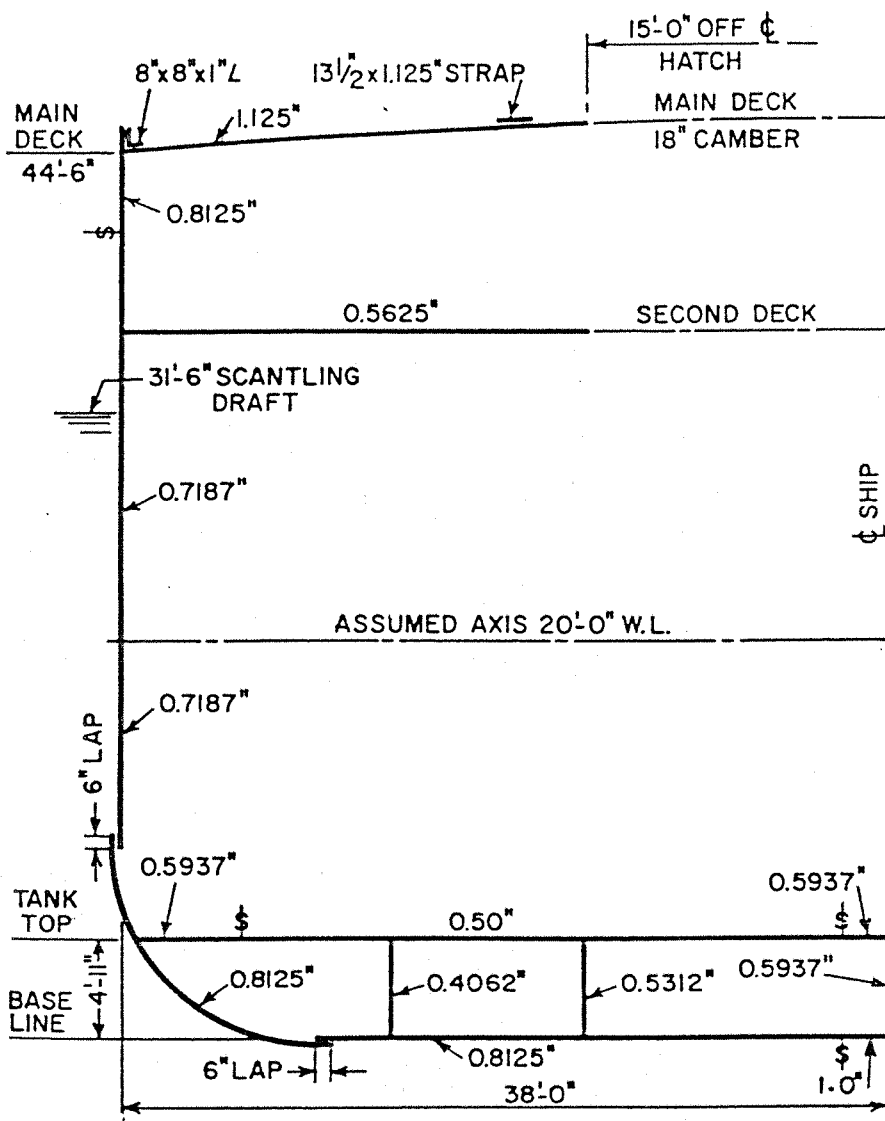 15'-0" OFF ℄
HATCH
8"x8"x1"L
13½"x1.125" STRAP
MAIN
DECK
44'-6"
1.125"
MAIN DECK
18" CAMBER
0.8125"
0.5625"
SECOND DECK
31'-6" SCANTLING
DRAFT
0.7187"
℄ SHIP
ASSUMED AXIS 20'-0" W.L.
0.7187"
6" LAP
0.5937"
0.5937"
TANK
TOP
0.50"
4'-11"
0.8125"
0.4062"
0.5312"
0.5937"
BASE
LINE
6" LAP
0.8125"
1.0"
38'-0"